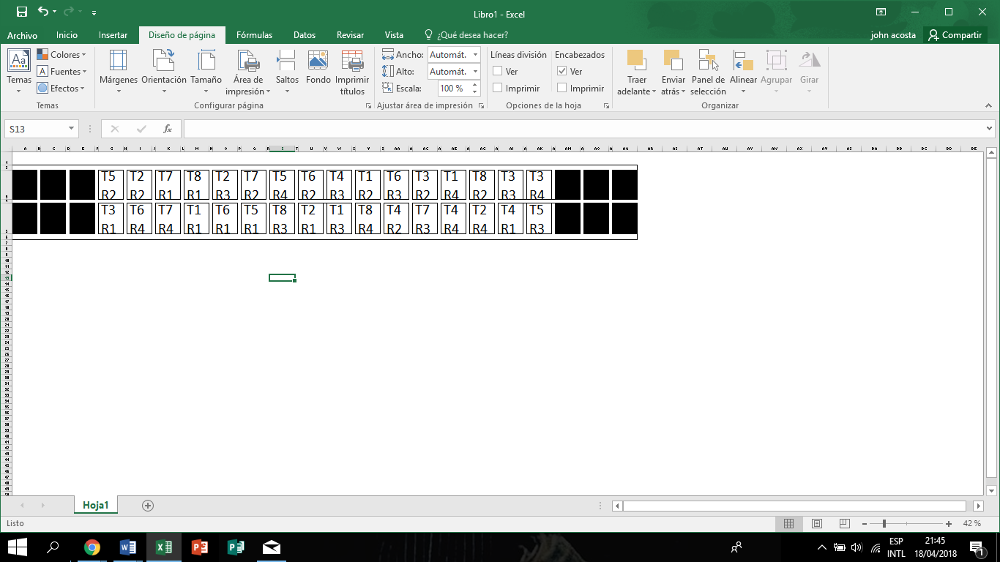 Libro1 - Excel
Archivo Inicio Insertar Diseño de página Fórmulas Datos Revisar Vista ¿Qué desea hacer? john acosta Compartir
Colores Ancho: Automát. Líneas división Encabezados
Fuentes Alto: Automát. Ver Ver
Efectos Escala: 100 % Imprimir Imprimir
Temas Márgenes Orientación Tamaño Área de impresión Saltos Fondo Imprimir títulos Traer adelante Enviar atrás Panel de selección Alinear Agrupar Girar
Temas Configurar página Ajustar área de impresión Opciones de la hoja Organizar
S13 fx
T5 T2 T7 T8 T2 T7 T5 T6 T4 T1 T6 T3 T1 T8 T3 T3
R2 R2 R1 R1 R3 R2 R4 R2 R3 R2 R3 R2 R4 R2 R3 R4
T3 T6 T7 T1 T6 T5 T8 T2 T1 T8 T4 T7 T4 T2 T4 T5
R1 R4 R4 R1 R1 R1 R3 R1 R3 R4 R2 R3 R4 R4 R1 R3
Hoja1
Listo 42 %
ESP 21:45
INTL 18/04/2018 1